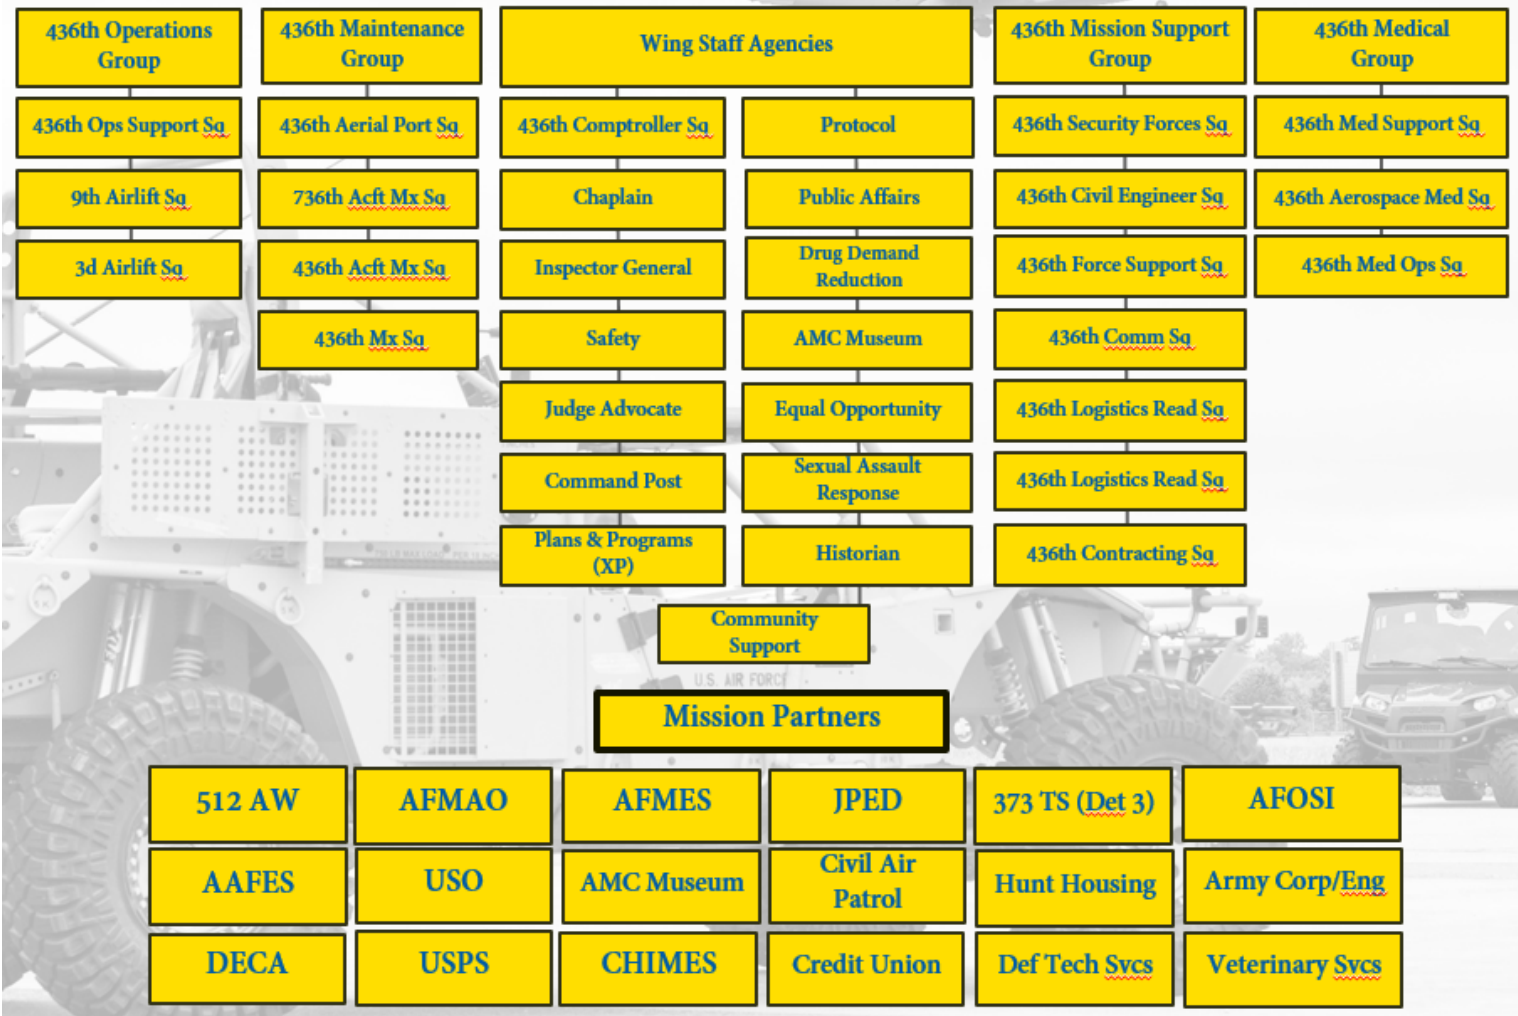 436th Operations
Group
436th Maintenance
Group
Wing Staff Agencies
436th Mission Support
Group
436th Medical
Group
436th Ops Support Sq
436th Aerial Port Sq
436th Comptroller Sq
Protocol
436th Security Forces Sq
436th Med Support Sq
9th Airlift Sq
736th Acft Mx Sq
Chaplain
Public Affairs
436th Civil Engineer Sq
436th Aerospace Med Sq
3d Airlift Sq
436th Acft Mx Sq
Inspector General
Drug Demand
Reduction
436th Force Support Sq
436th Med Ops Sq
436th Mx Sq
Safety
AMC Museum
436th Comm Sq
Judge Advocate
Equal Opportunity
436th Logistics Read Sq
Command Post
Sexual Assault
Response
436th Logistics Read Sq
Plans & Programs
(XP)
Historian
436th Contracting Sq
Community
Support
U.S. AIR FORCE
Mission Partners
512 AW
AFMAO
AFMES
JPED
373 TS (Det 3)
AFOSI
AAFES
USO
AMC Museum
Civil Air
Patrol
Hunt Housing
Army Corp/Eng
DECA
USPS
CHIMES
Credit Union
Def Tech Svcs
Veterinary Svcs